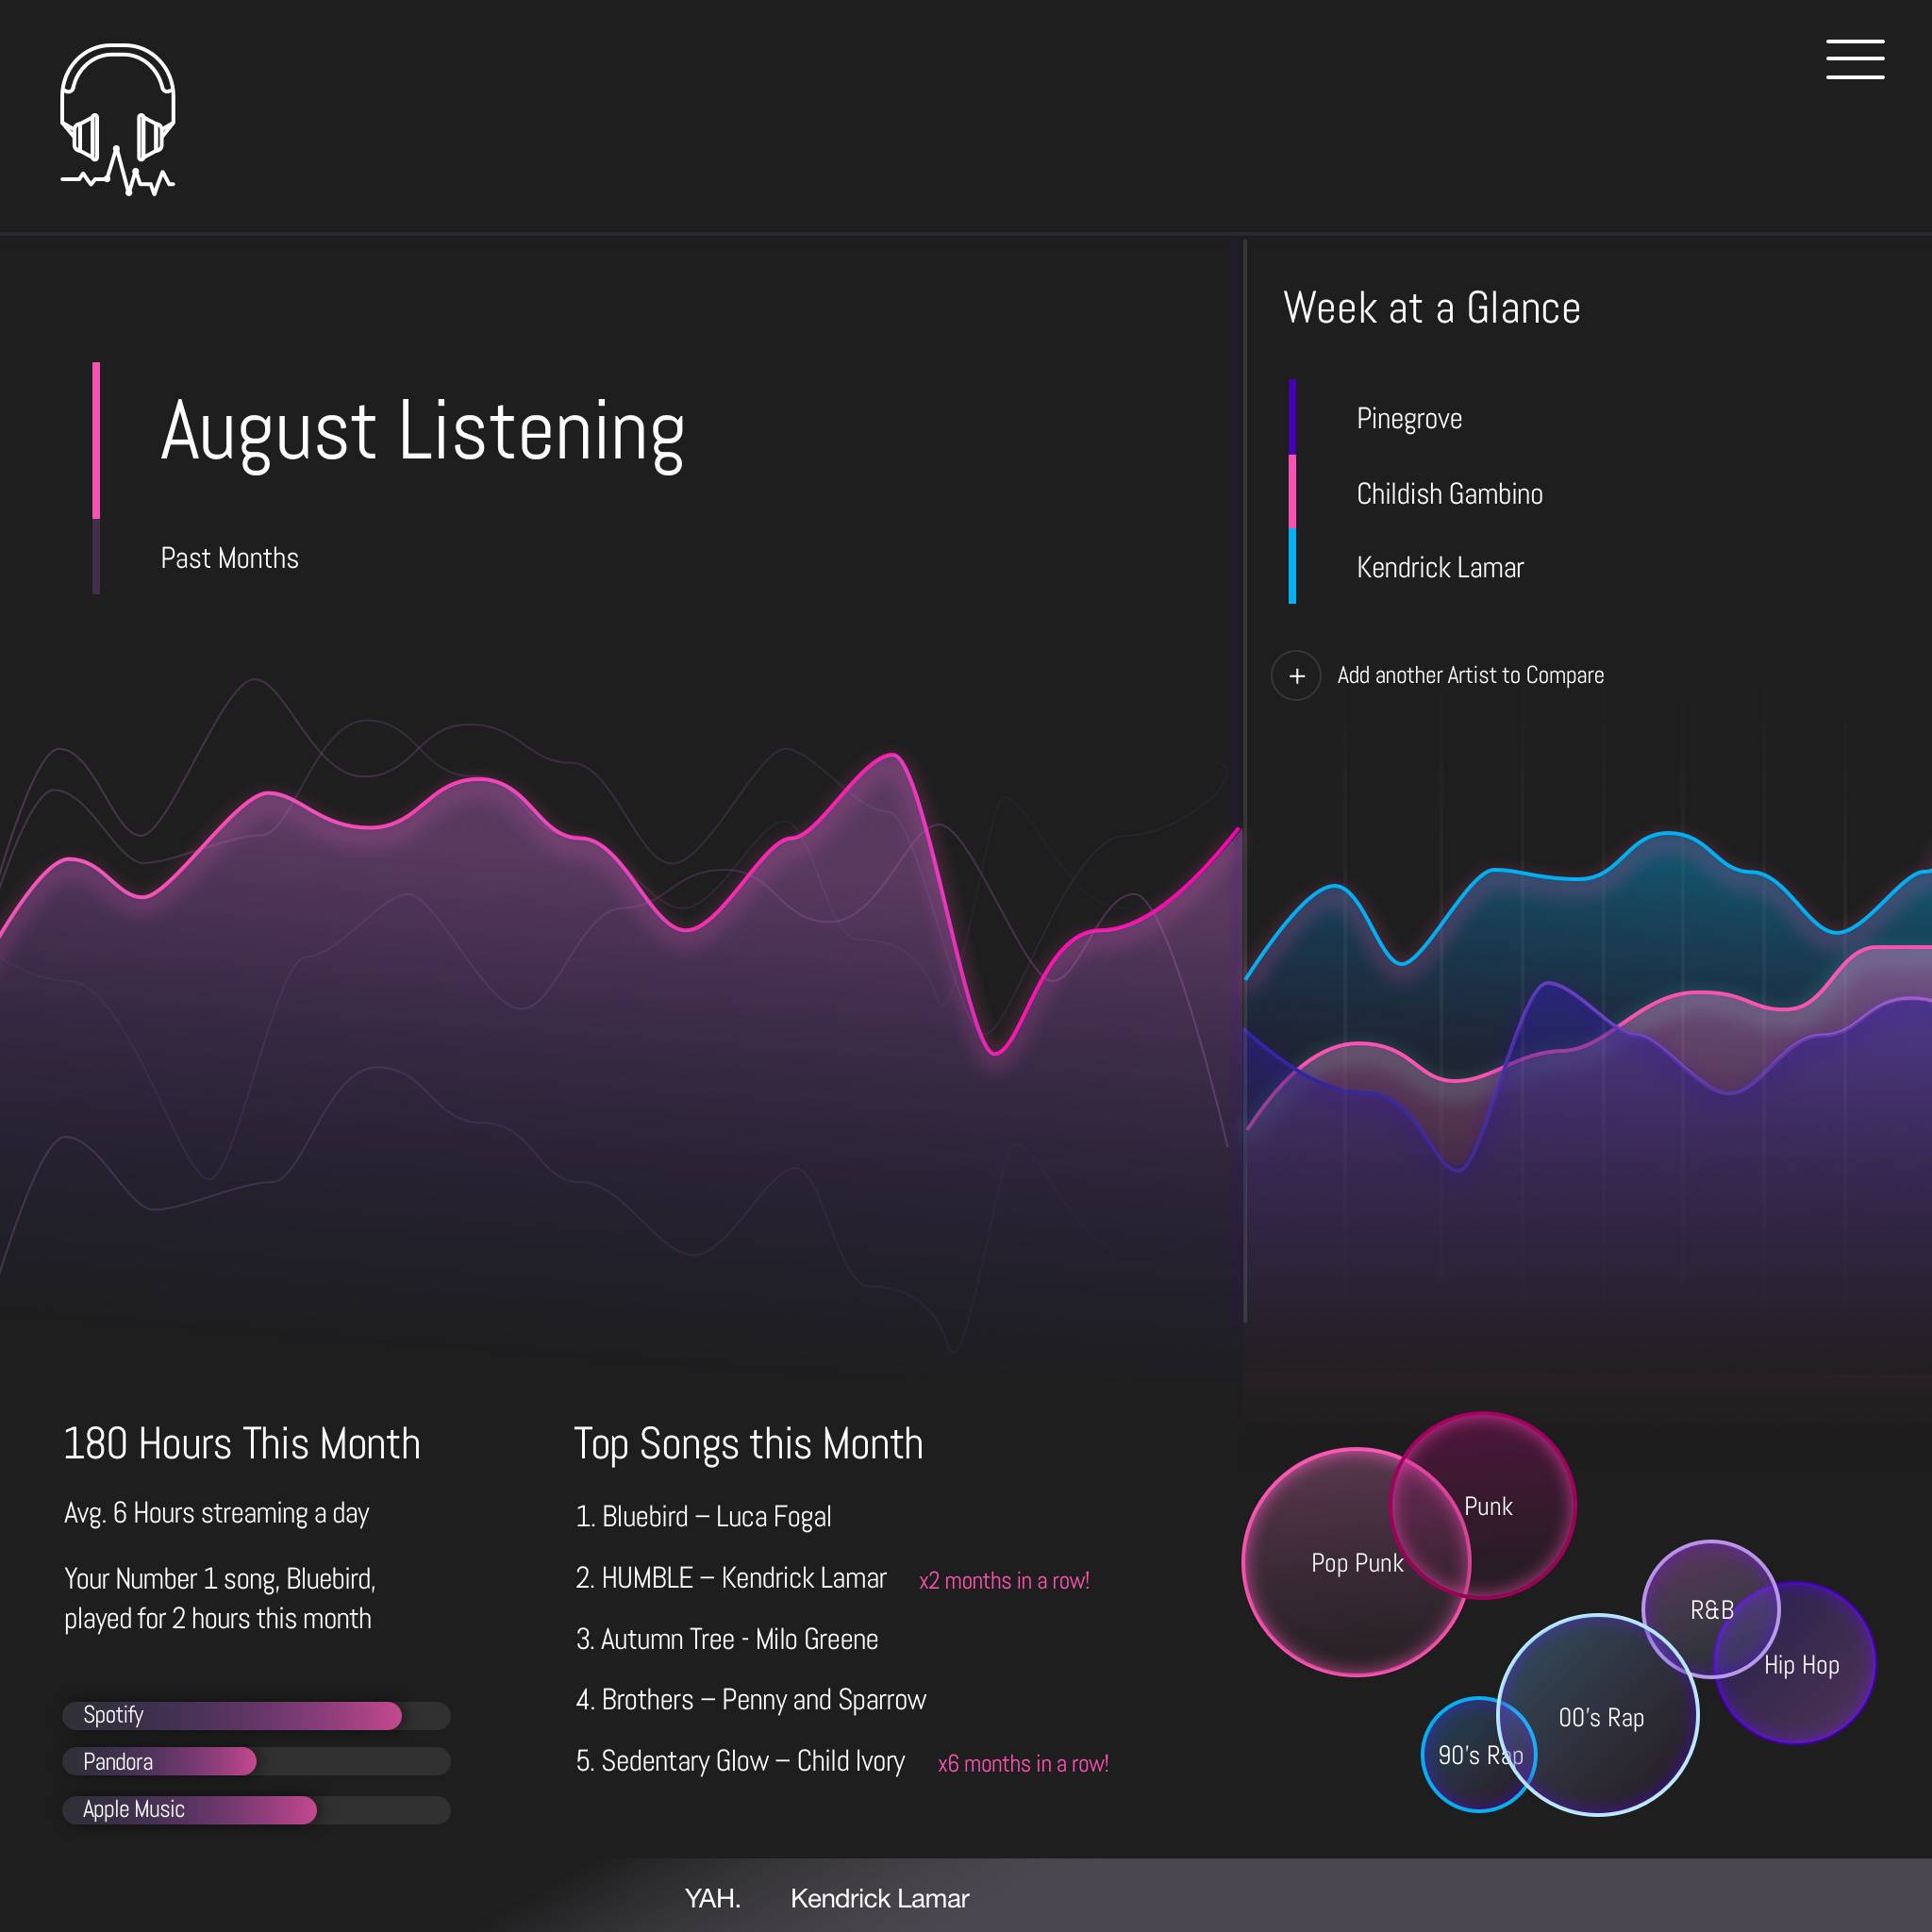 August Listening
Past Months
Week at a Glance
Pinegrove
Childish Gambino
Kendrick Lamar
+ Add another Artist to Compare
180 Hours This Month
Avg. 6 Hours streaming a day
Your Number 1 song, Bluebird,
played for 2 hours this month
Spotify
Pandora
Apple Music
Top Songs this Month
1. Bluebird – Luca Fogal
2. HUMBLE – Kendrick Lamar x2 months in a row!
3. Autumn Tree - Milo Greene
4. Brothers – Penny and Sparrow
5. Sedentary Glow – Child Ivory x6 months in a row!
Punk
Pop Punk
R&B
Hip Hop
00's Rap
90's Rap
YAH. Kendrick Lamar